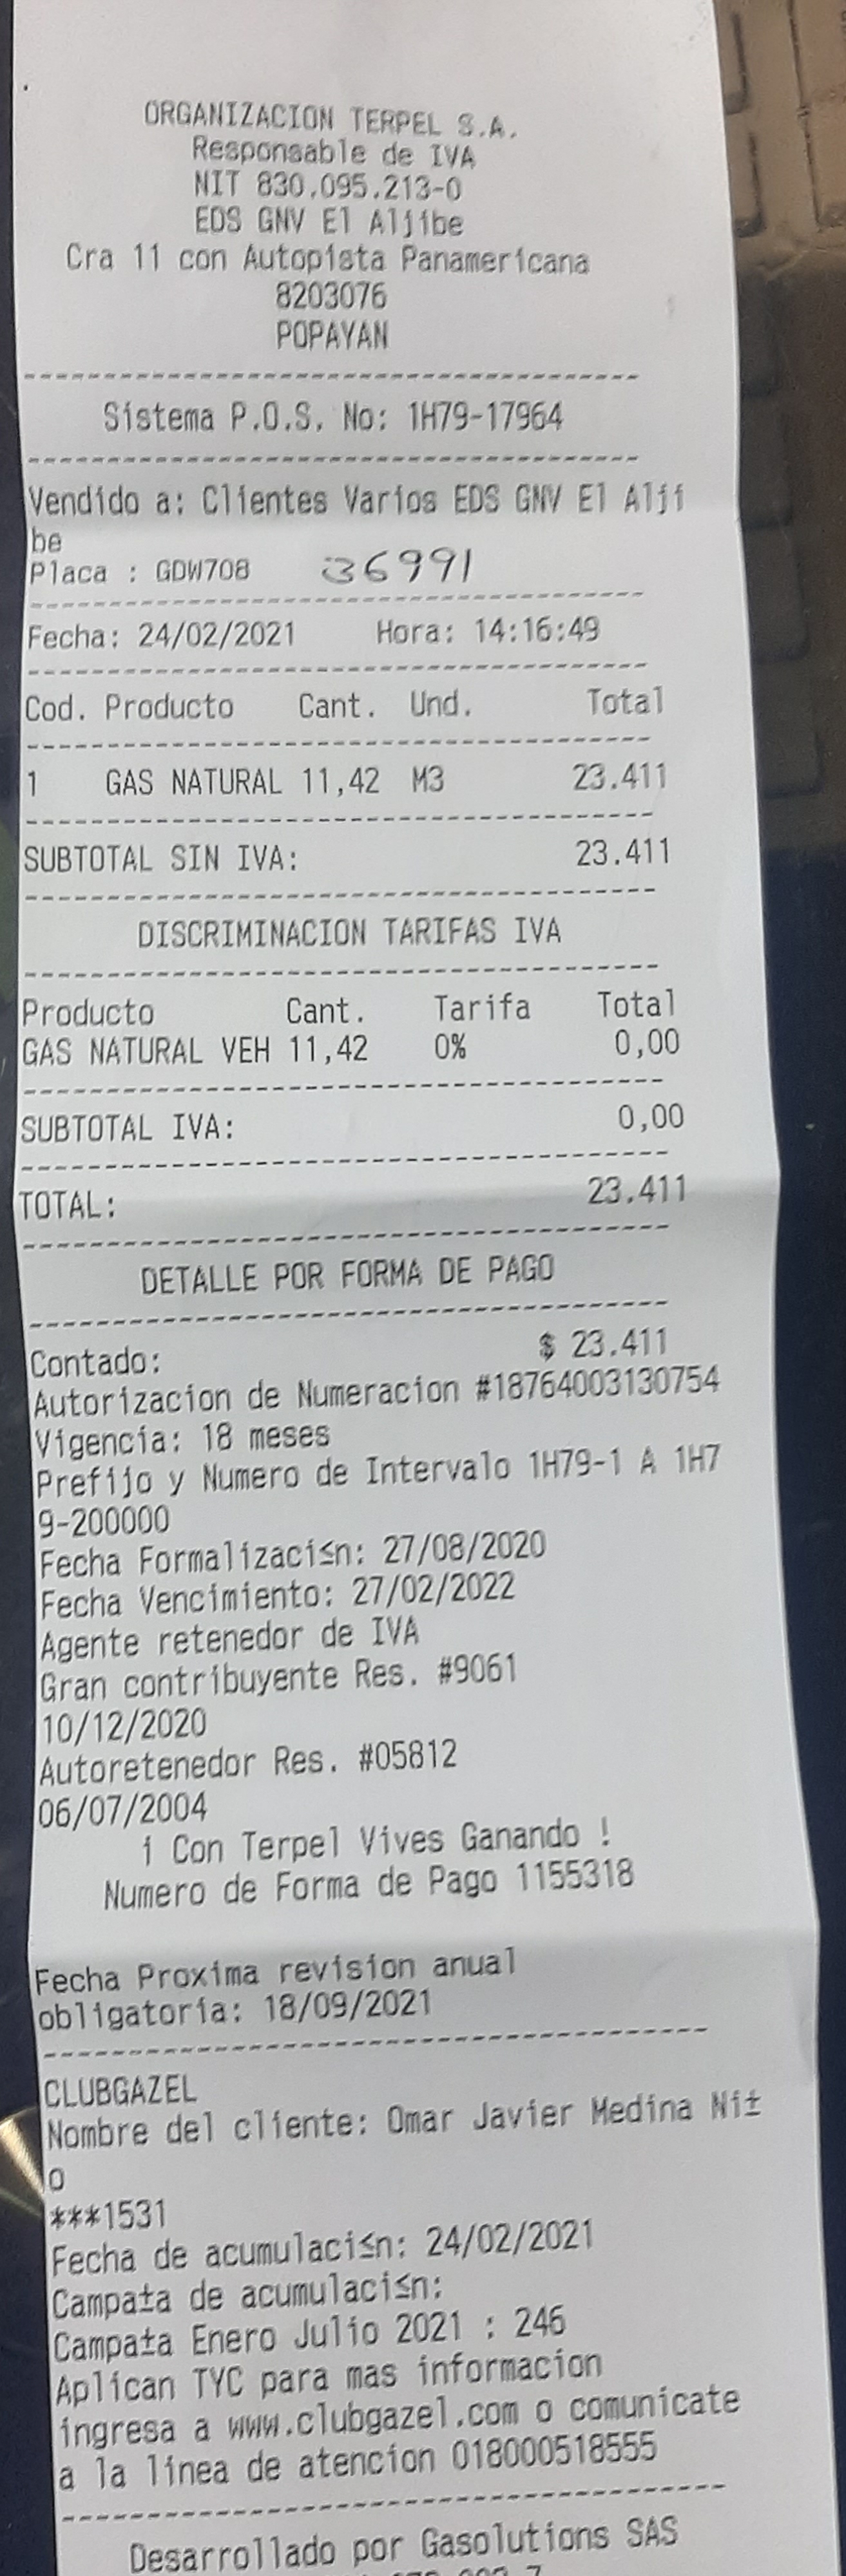 ORGANIZACION TERPEL S.A.
Responsable de IVA
NIT 830.095.213-0
EDS GNV El Aljibe
Cra 11 con Autopista Panamericana
8203076
POPAYAN
Sistema P.O.S. No: 1H79-17964
Vendido a: Clientes Varios EDS GNV El Alji
be
Placa : GDW708 36991
Fecha: 24/02/2021 Hora: 14:16:49
Cod. Producto Cant. Und. Total
1 GAS NATURAL 11,42 M3 23.411
SUBTOTAL SIN IVA: 23.411
DISCRIMINACION TARIFAS IVA
Producto Cant. Tarifa Total
GAS NATURAL VEH 11,42 0% 0,00
SUBTOTAL IVA: 0,00
TOTAL: 23.411
DETALLE POR FORMA DE PAGO
Contado: $ 23.411
Autorizacion de Numeracion #18764003130754
Vigencia: 18 meses
Prefijo y Numero de Intervalo 1H79-1 A 1H7
9-200000
Fecha Formalizaci≤n: 27/08/2020
Fecha Vencimiento: 27/02/2022
Agente retenedor de IVA
Gran contribuyente Res. #9061
10/12/2020
Autoretenedor Res. #05812
06/07/2004
¡ Con Terpel Vives Ganando !
Numero de Forma de Pago 1155318
Fecha Proxima revision anual
obligatoria: 18/09/2021
CLUBGAZEL
Nombre del cliente: Omar Javier Medina Ni±
o
***1531
Fecha de acumulaci≤n: 24/02/2021
Campa±a de acumulaci≤n:
Campa±a Enero Julio 2021 : 246
Aplican TYC para mas informacion
ingresa a www.clubgazel.com o comunicate
a la linea de atencion 018000518555
Desarrollado por Gasolutions SAS